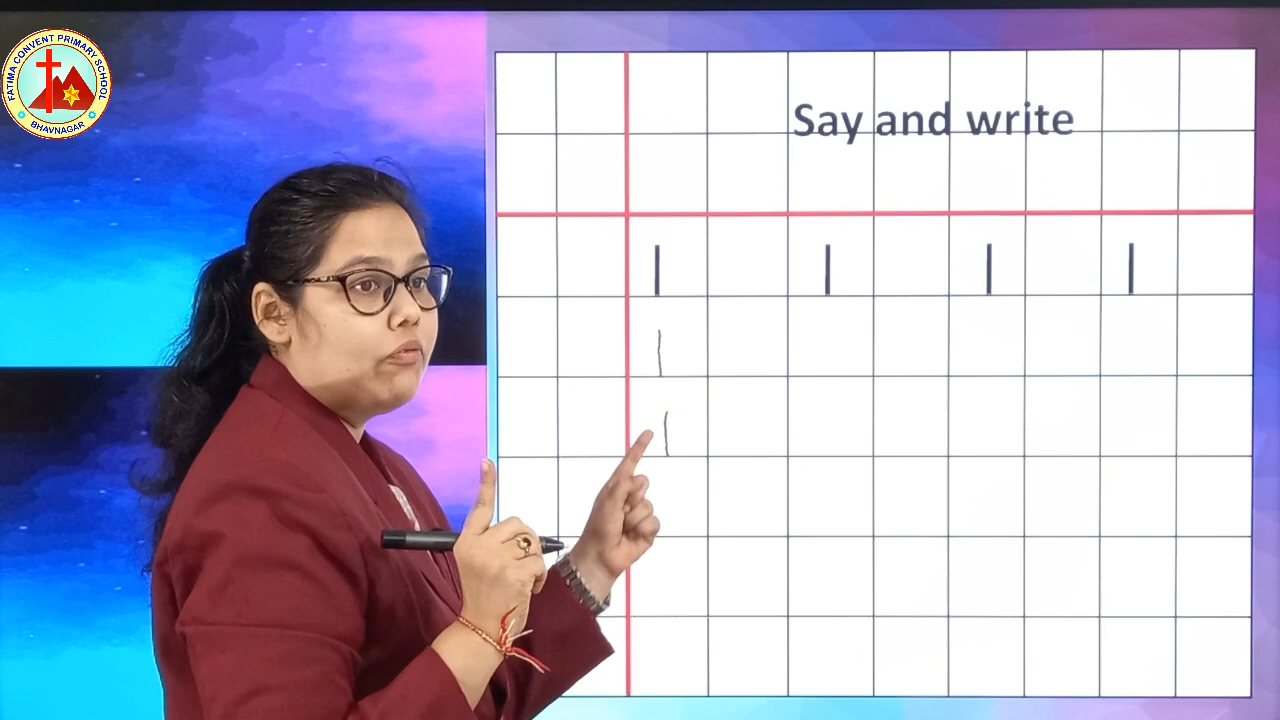 FATIMA CONVENT PRIMARY SCHOOL
BHAVNAGAR
Say and write
| | | |
|
|